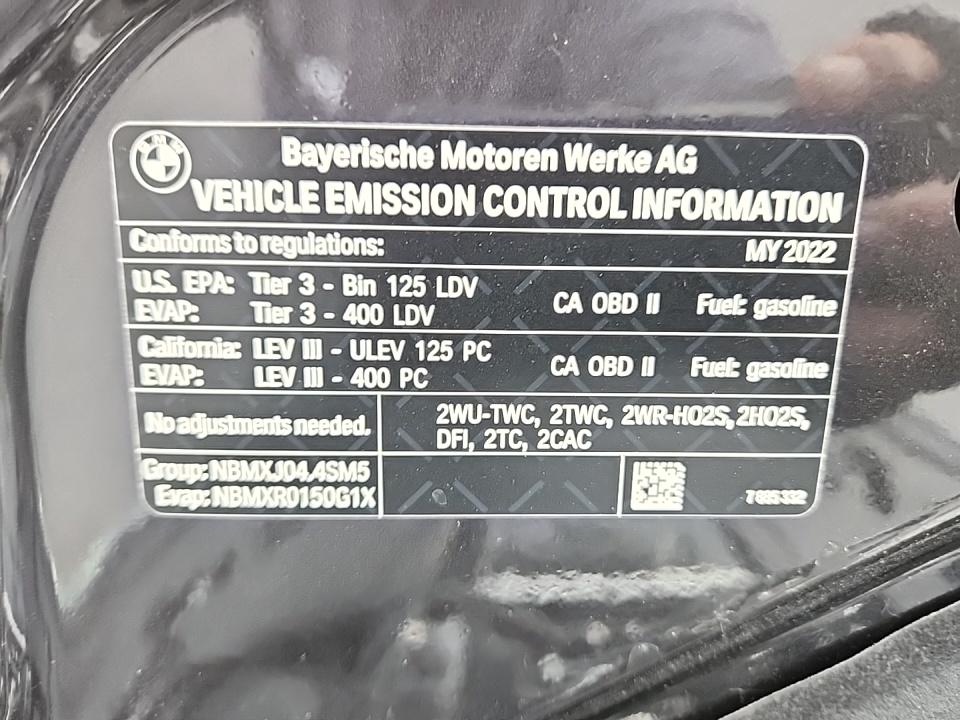 BMW
Bayerische Motoren Werke AG
VEHICLE EMISSION CONTROL INFORMATION
Conforms to regulations: MY 2022
U.S. EPA: Tier 3 - Bin 125 LDV
EVAP: Tier 3 - 400 LDV
CA OBD II Fuel: gasoline
California: LEV III - ULEV 125 PC
EVAP: LEV III - 400 PC
CA OBD II Fuel: gasoline
No adjustments needed.
2WU-TWC, 2TWC, 2WR-HO2S, 2HO2S,
DFI, 2TC, 2CAC
Group: NBMXJ04.4SM5
Evap: NBMXR0150G1X